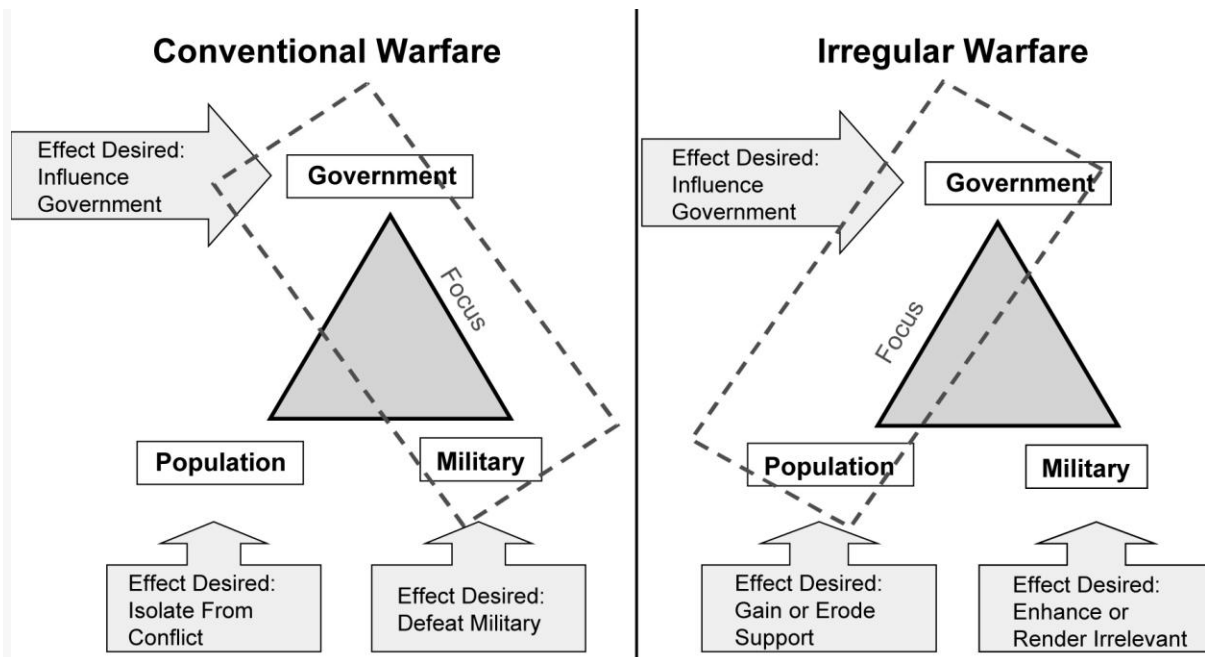 Conventional Warfare
Effect Desired:
Influence
Government
Government
Focus
Population
Military
Effect Desired:
Isolate From
Conflict
Effect Desired:
Defeat Military
Irregular Warfare
Effect Desired:
Influence
Government
Government
Focus
Population
Military
Effect Desired:
Gain or Erode
Support
Effect Desired:
Enhance or
Render Irrelevant